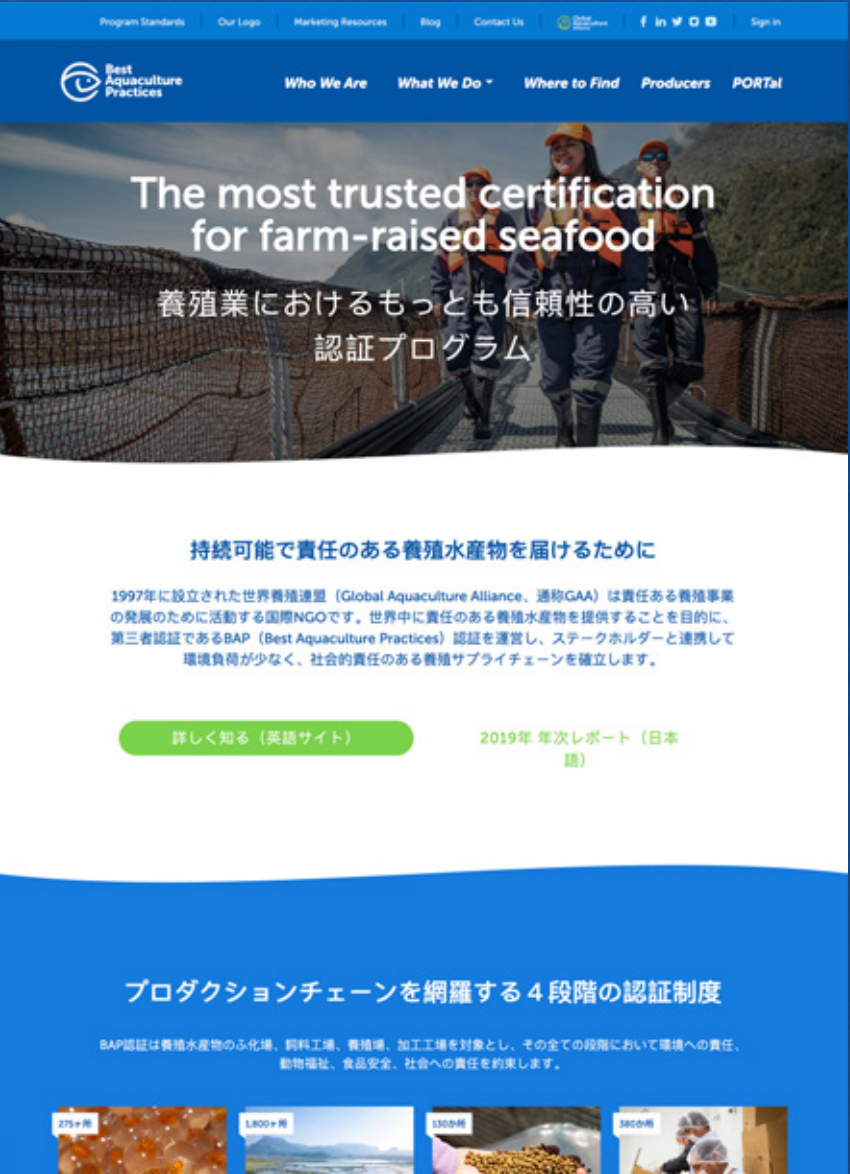 Program Standards
Our Logo
Marketing Resources
Blog
Contact Us
Global Aquaculture Alliance
Sign in
Best
Aquaculture
Practices
Who We Are
What We Do
Where to Find
Producers
PORTal
The most trusted certification
for farm-raised seafood
養殖業におけるもっとも信頼性の高い
認証プログラム
持続可能で責任のある養殖水産物を届けるために
1997年に設立された世界養殖連盟（Global Aquaculture Alliance、通称GAA）は責任ある養殖事業
の発展のために活動する国際NGOです。世界中に責任のある養殖水産物を提供することを目的に、
第三者認証であるBAP（Best Aquaculture Practices）認証を運営し、ステークホルダーと連携して
環境負荷が少なく、社会的責任のある養殖サプライチェーンを確立します。
詳しく知る（英語サイト）
2019年 年次レポート（日本
語）
プロダクションチェーンを網羅する４段階の認証制度
BAP認証は養殖水産物のふ化場、飼料工場、養殖場、加工工場を対象とし、その全ての段階において環境への責任、
動物福祉、食品安全、社会への責任を約束します。
275ヶ所
1,800ヶ所
130か所
380か所